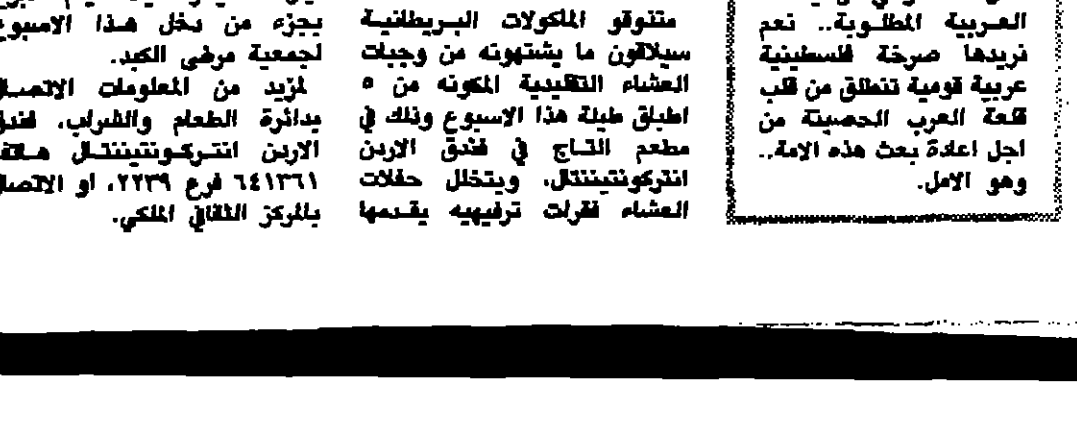 العربية المطلوبة.. نعم
نريدها صرخة فلسطينية
عربية قومية تنطلق من قلب
قلعة العرب الحصينة من
اجل اعادة بعث هذه الامة..
وهو الامل.
متذوقو الماكولات البريطانية
سيلاقون ما يشتهونه من وجبات
العشاء التقليدية المكونه من ٥
اطباق طيلة هذا الاسبوع وذلك في
مطعم التاج في فندق الاردن
انتركونتيننتال. ويتخلل حفلات
العشاء فقرات ترفيهيه يقدمها
يجزء من دخل هذا الاسبوع
لجمعية مرضى الكبد.
لمزيد من المعلومات الاتصال
بدائرة الطعام والشراب، فندق
الاردن انتركونتيننتال هاتف
٦٤١٣٦١ فرع ٢٢٣٩، او الاتصال
بالمركز الثقافي الملكي.